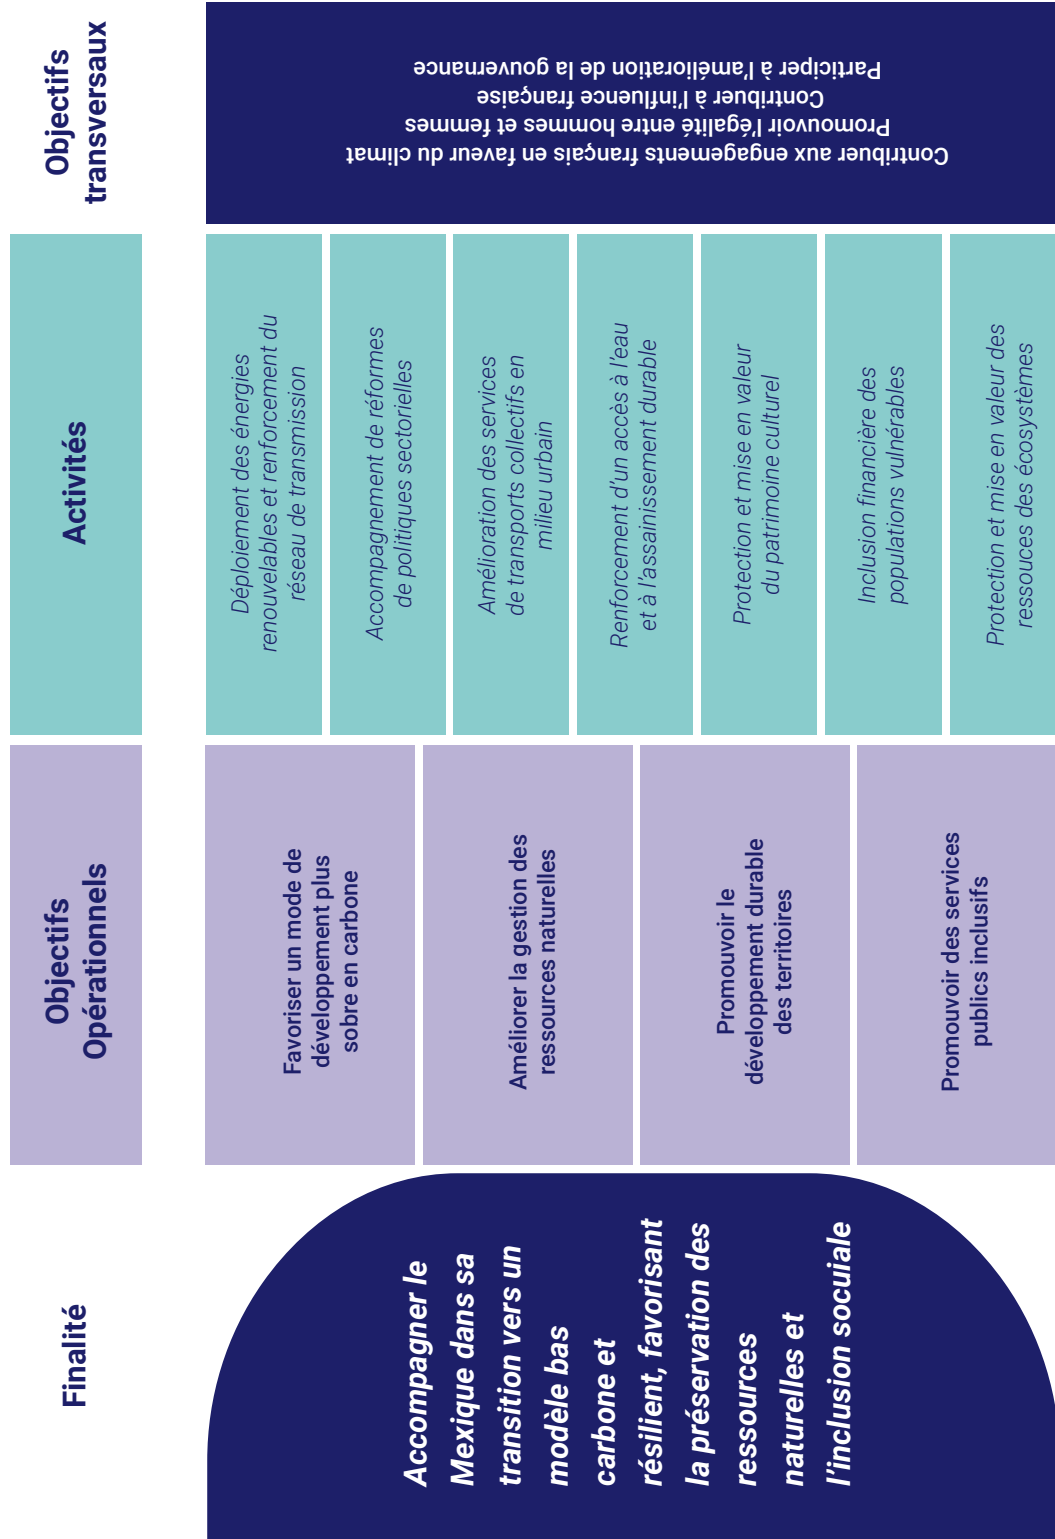 Finalité
Accompagner le
Mexique dans sa
transition vers un
modèle bas
carbone et
résilient, favorisant
la préservation des
ressources
naturelles et
l'inclusion socuiale
Objectifs
Opérationnels
Favoriser un mode de
développement plus
sobre en carbone
Améliorer la gestion des
ressources naturelles
Promouvoir le
développement durable
des territoires
Promouvoir des services
publics inclusifs
Activités
Déploiement des énergies
renouvelables et renforcement du
réseau de transmission
Accompagnement de réformes
de politiques sectorielles
Amélioration des services
de transports collectifs en
milieu urbain
Renforcement d'un accès à l'eau
et à l'assainissement durable
Protection et mise en valeur
du patrimoine culturel
Inclusion financière des
populations vulnérables
Protection et mise en valeur des
ressouces des écosystèmes
Objectifs
transversaux
Contribuer aux engagements français en faveur du climat
Promouvoir l'égalité entre hommes et femmes
Contribuer à l'influence française
Participer à l'amélioration de la gouvernance